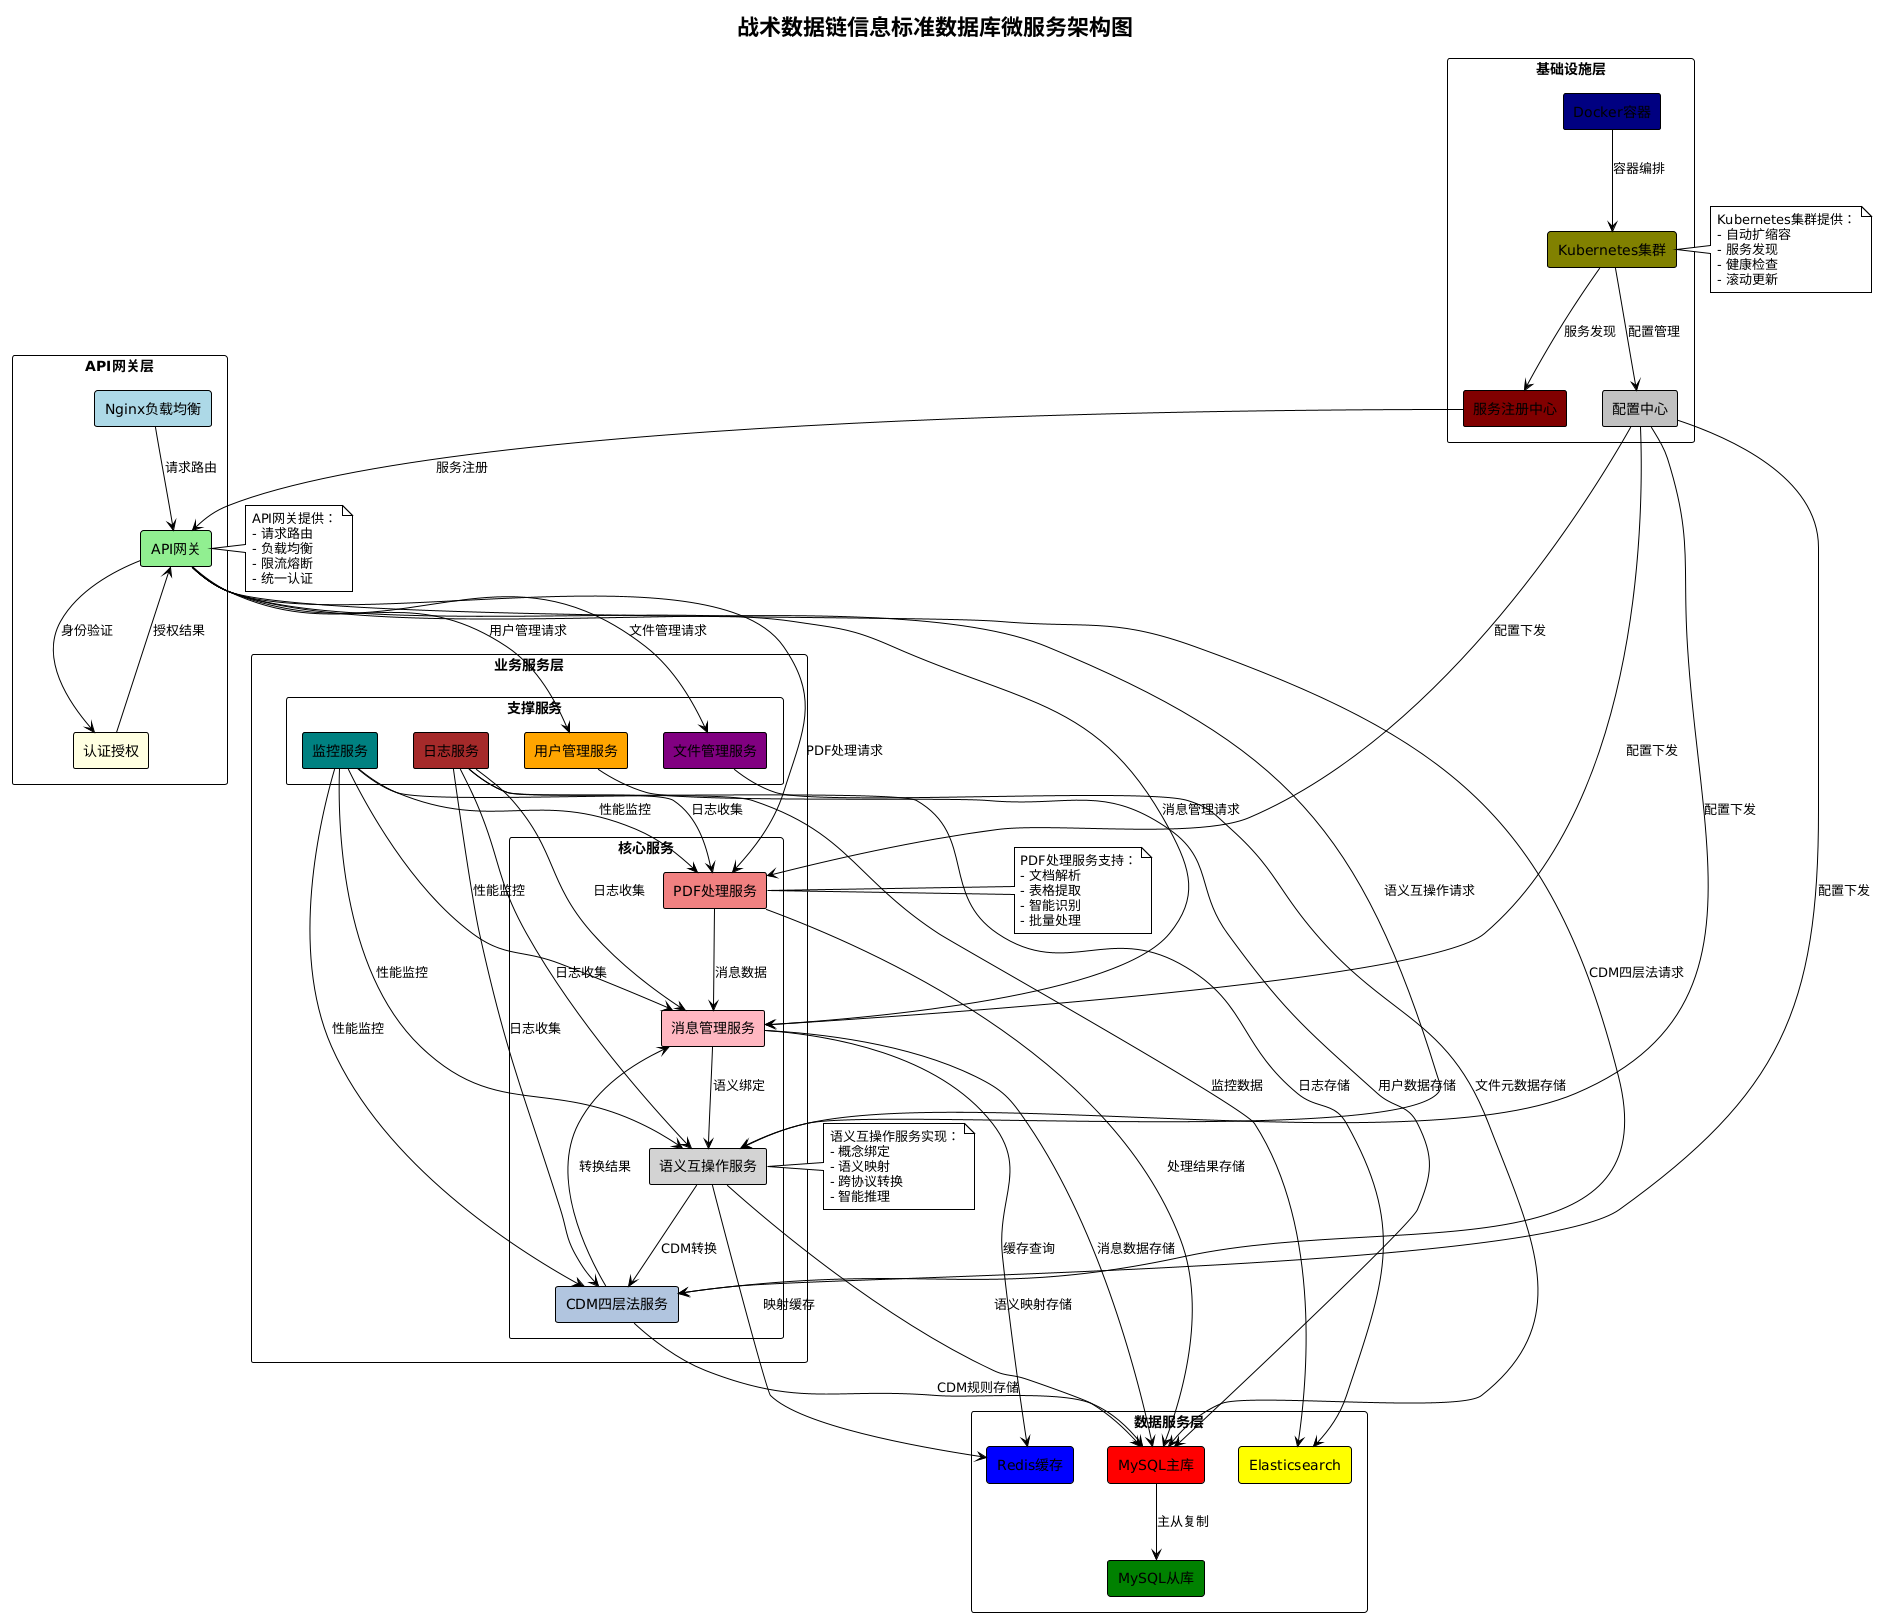 战术数据链信息标准数据库微服务架构图
基础设施层
Docker容器
容器编排
Kubernetes集群
Kubernetes集群提供：
- 自动扩缩容
- 服务发现
- 健康检查
- 滚动更新
服务发现
配置管理
服务注册中心
配置中心
API网关层
Nginx负载均衡
请求路由
服务注册
API网关
API网关提供：
- 请求路由
- 负载均衡
- 限流熔断
- 统一认证
身份验证
授权结果
认证授权
用户管理请求
文件管理请求
配置下发
业务服务层
支撑服务
监控服务
日志服务
用户管理服务
文件管理服务
PDF处理请求
配置下发
性能监控
日志收集
消息管理请求
配置下发
核心服务
PDF处理服务
PDF处理服务支持：
- 文档解析
- 表格提取
- 智能识别
- 批量处理
性能监控
日志收集
语义互操作请求
配置下发
性能监控
日志收集
消息数据
CDM四层法请求
性能监控
日志收集
消息管理服务
语义绑定
监控数据
日志存储
用户数据存储
文件元数据存储
转换结果
语义互操作服务
语义互操作服务实现：
- 概念绑定
- 语义映射
- 跨协议转换
- 智能推理
处理结果存储
CDM转换
缓存查询
消息数据存储
CDM四层法服务
映射缓存
语义映射存储
CDM规则存储
数据服务层
Redis缓存
MySQL主库
Elasticsearch
主从复制
MySQL从库